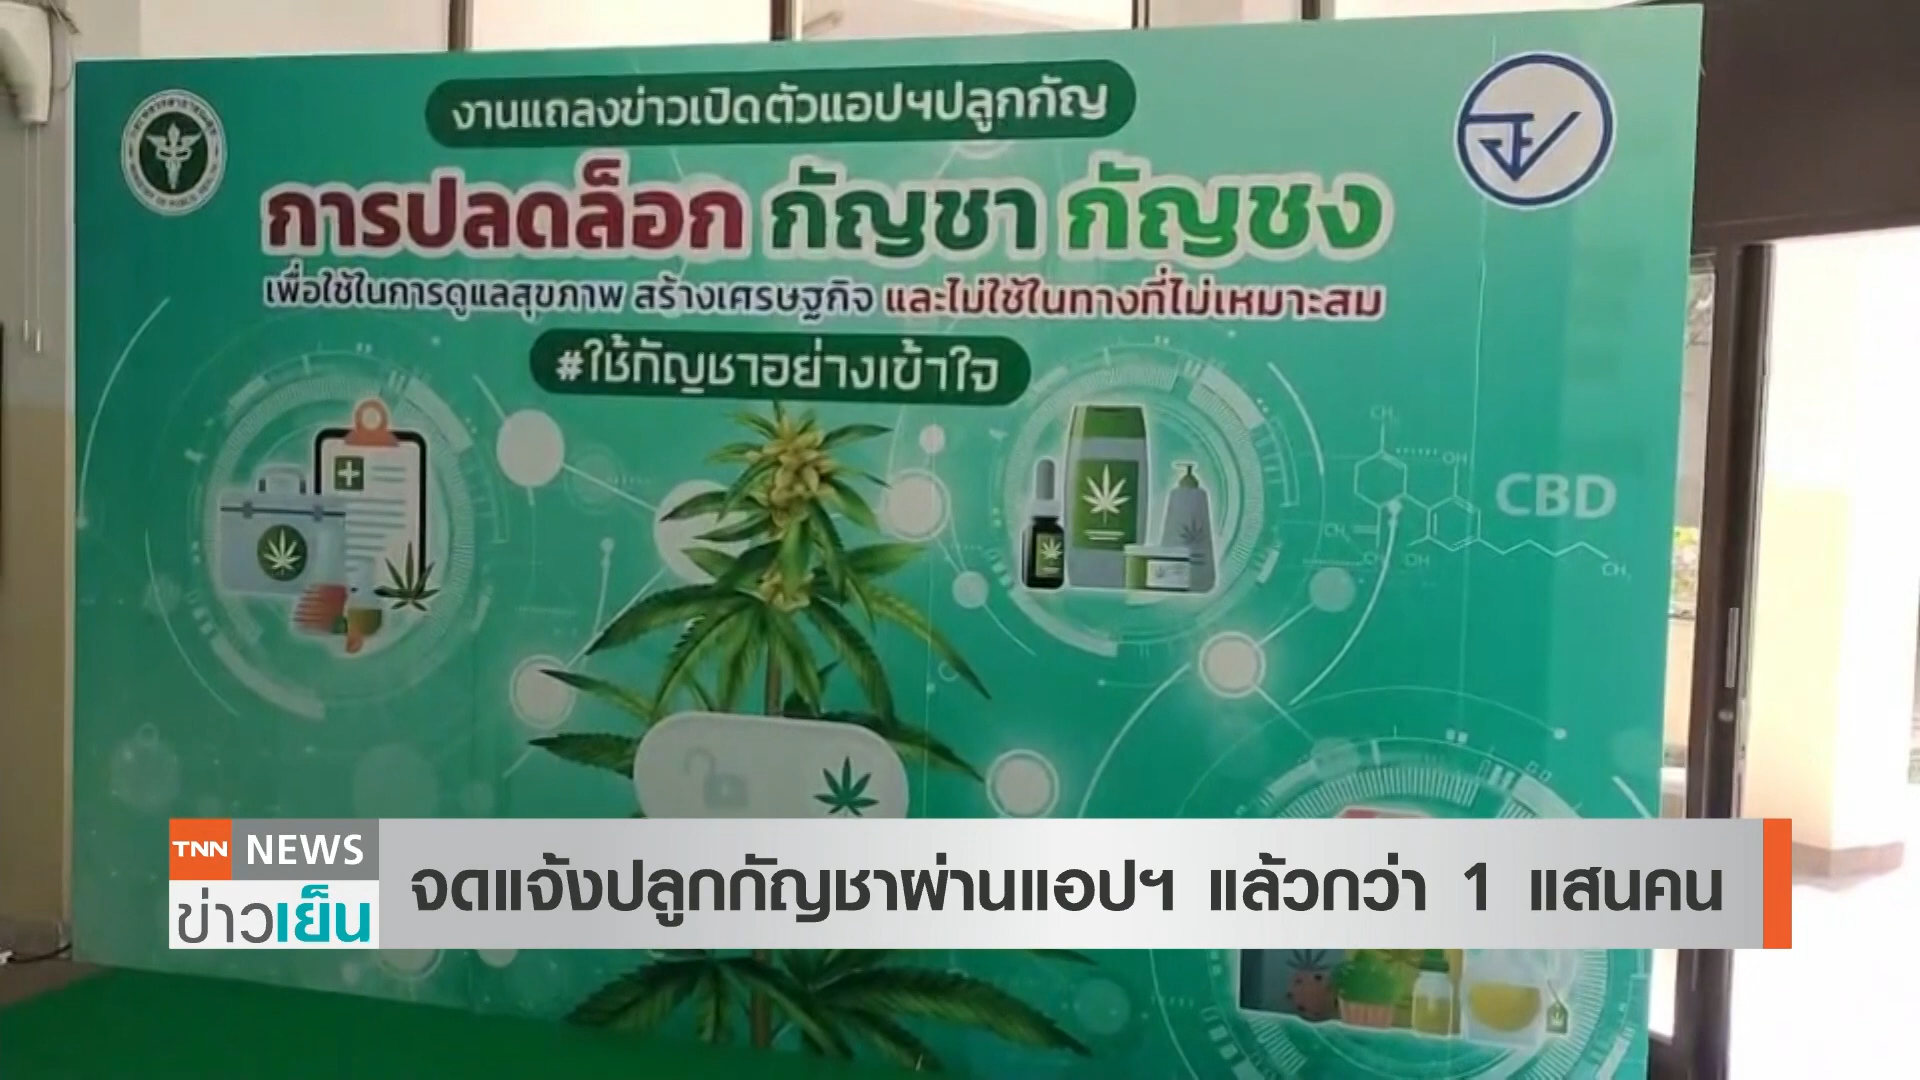 งานแถลงข่าวเปิดตัวแอปฯปลูกกัญ
การปลดล็อก กัญชา กัญชง
เพื่อใช้ในการดูแลสุขภาพ สร้างเศรษฐกิจ และไม่ใช้ในทางที่ไม่เหมาะสม
#ใช้กัญชาอย่างเข้าใจ
CH
OH
CBD
OH
CH
TNN NEWS
ข่าวเย็น
จดแจ้งปลูกกัญชาผ่านแอปฯ แล้วกว่า 1 แสนคน